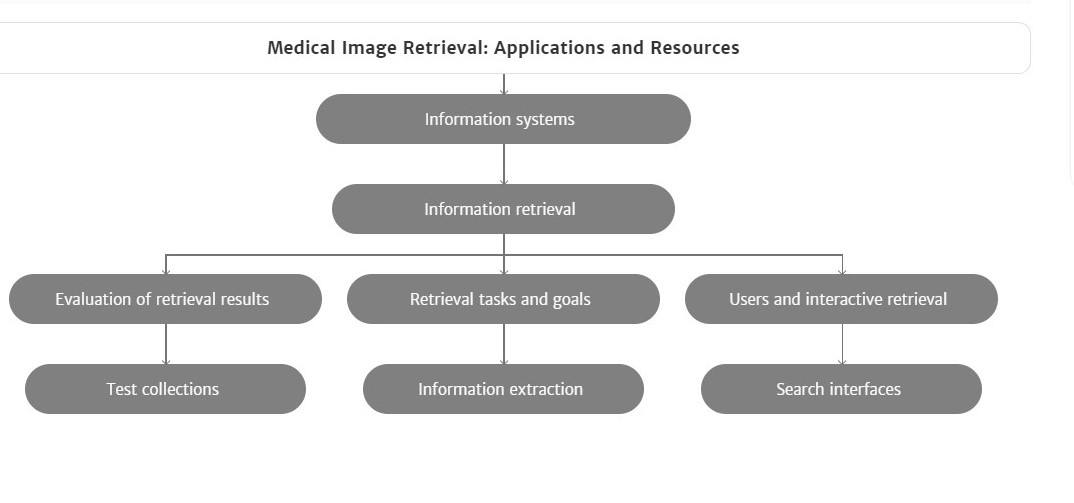 Medical Image Retrieval: Applications and Resources
Information systems
Information retrieval
Evaluation of retrieval results
Retrieval tasks and goals
Users and interactive retrieval
Test collections
Information extraction
Search interfaces